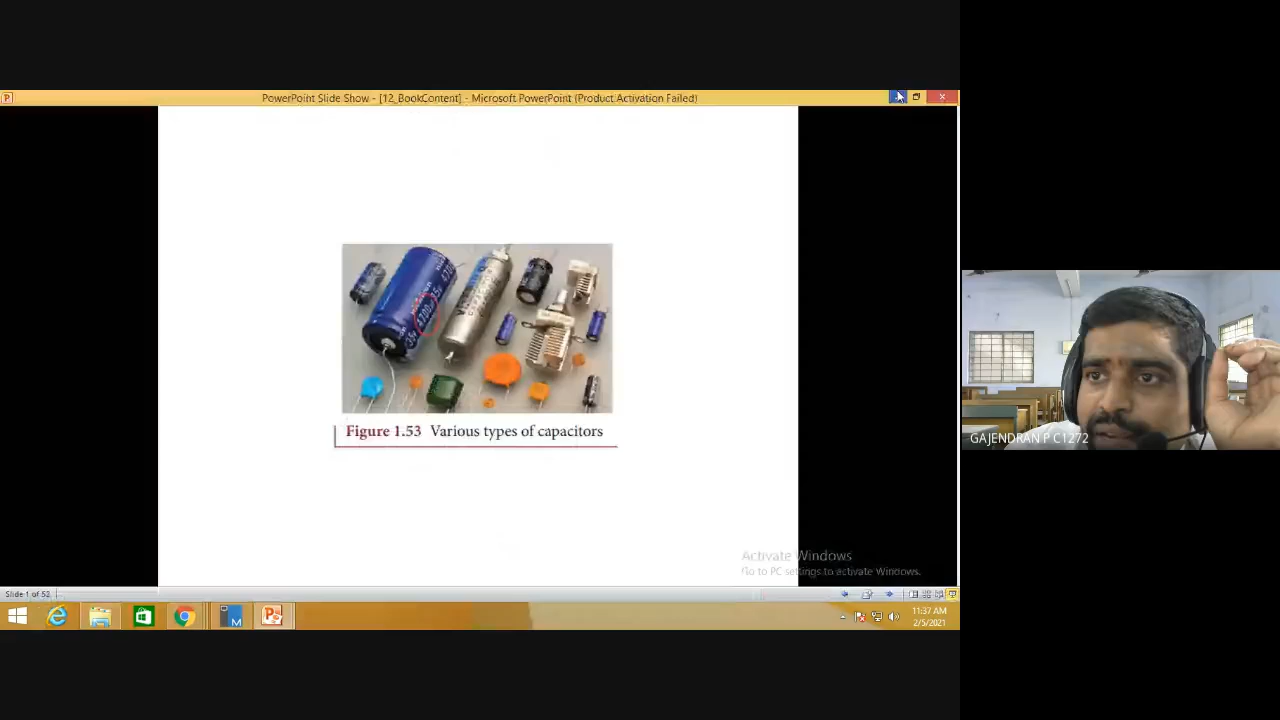 PowerPoint Slide Show - [12_BookContent] - Microsoft PowerPoint (Product Activation Failed)
Figure 1.53 Various types of capacitors
GAJENDRAN P C1272
Activate Windows
Go to PC settings to activate Windows.
Slide 1 of 52
11:37 AM
2/5/2021